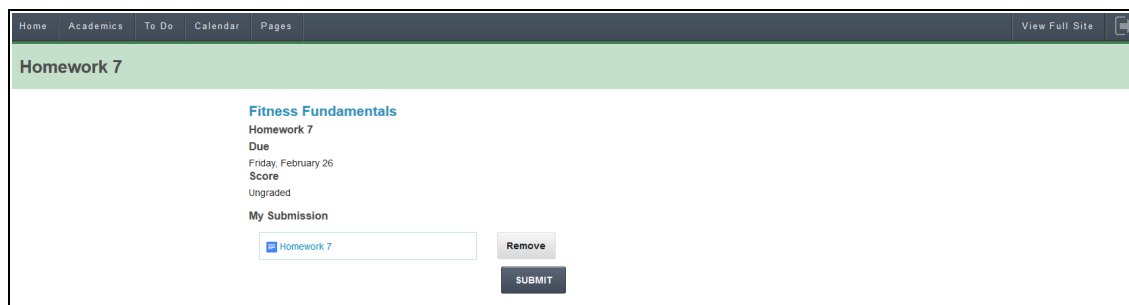 Home Academics To Do Calendar Pages View Full Site
Homework 7
Fitness Fundamentals
Homework 7
Due
Friday, February 26
Score
Ungraded
My Submission
Homework 7 Remove
SUBMIT